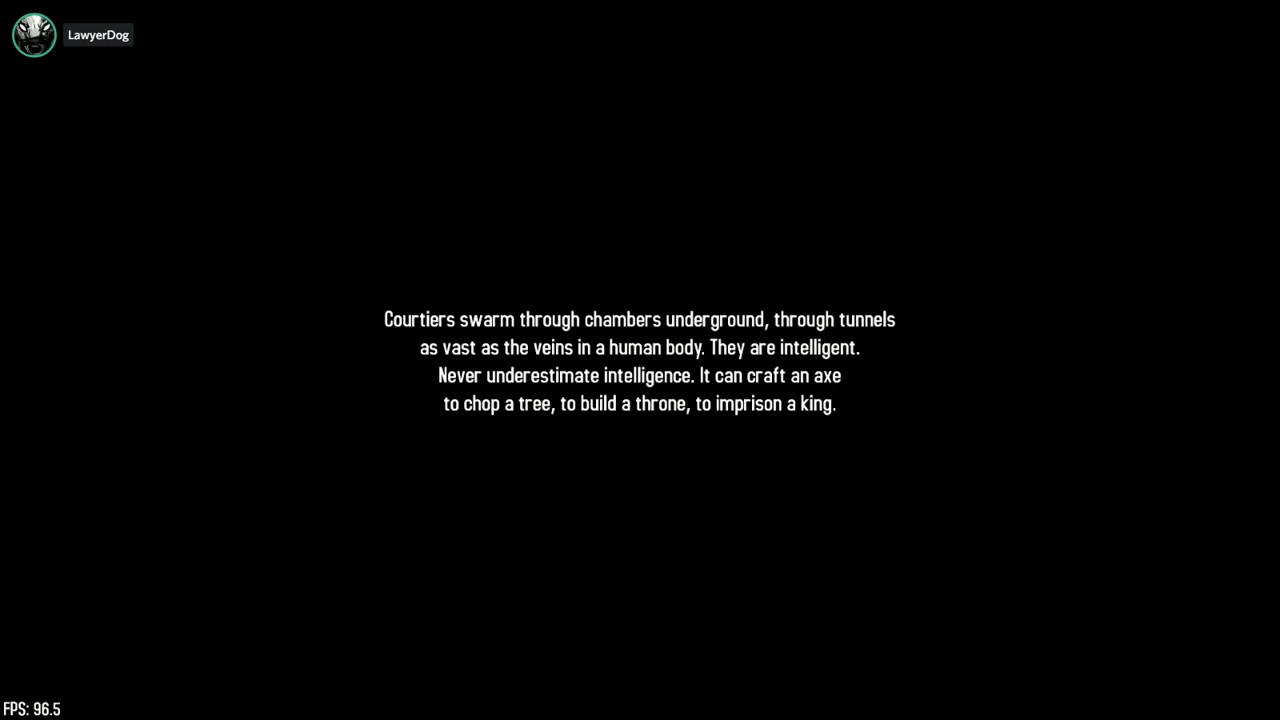 LawyerDog
Courtiers swarm through chambers underground, through tunnels
as vast as the veins in a human body. They are intelligent.
Never underestimate intelligence. It can craft an axe
to chop a tree, to build a throne, to imprison a king.
FPS: 96.5